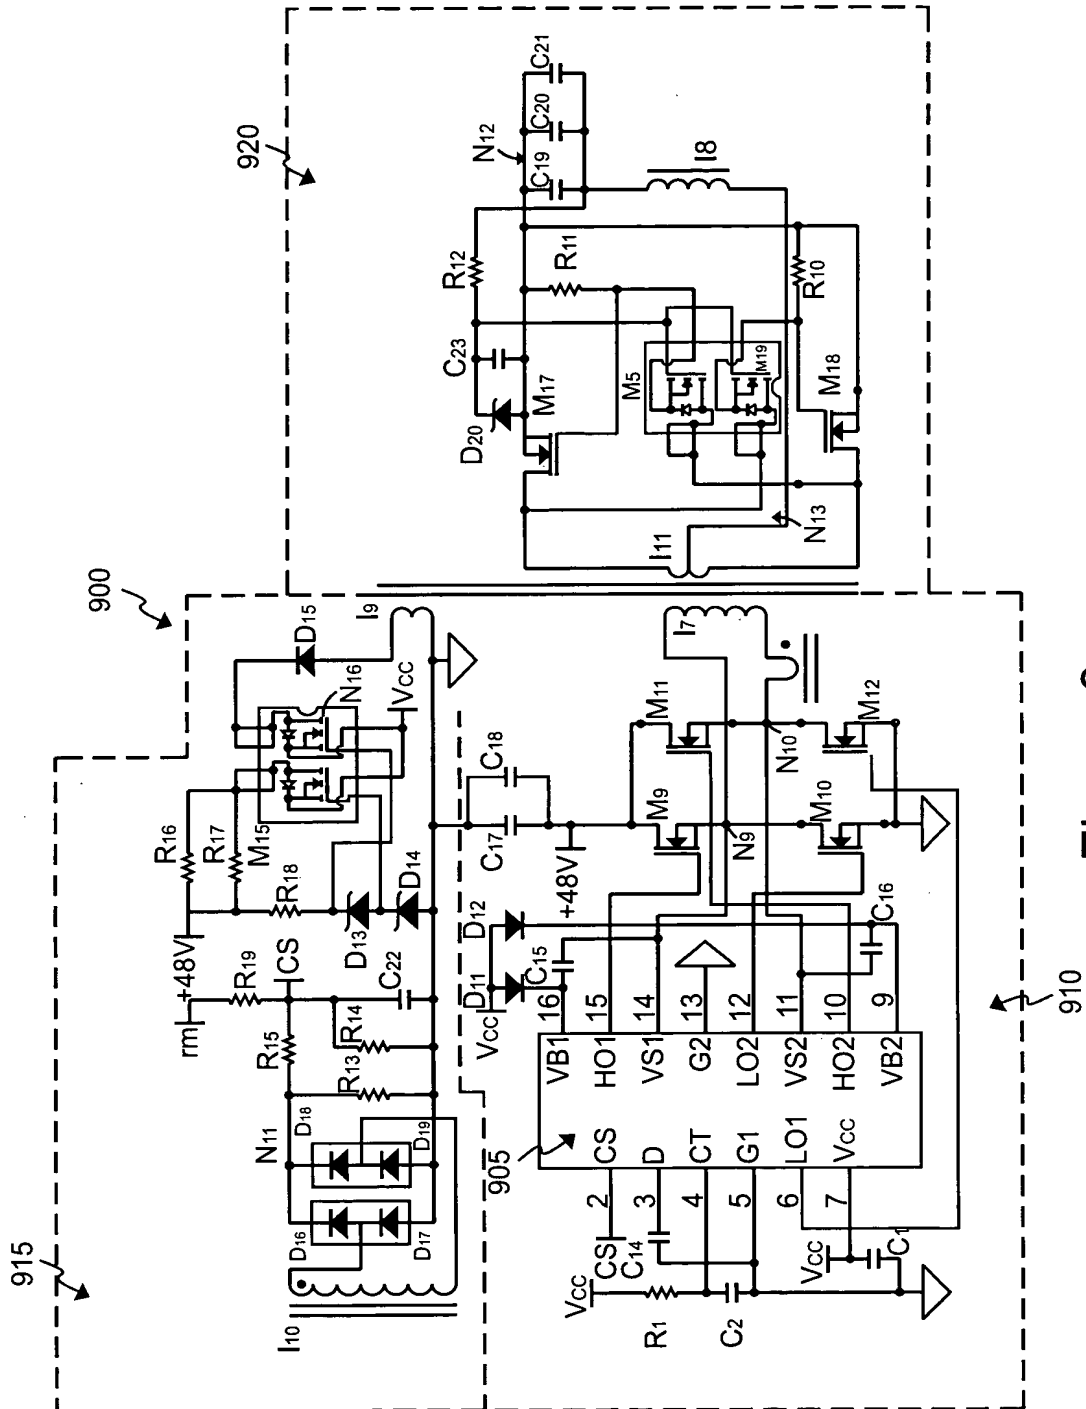 900
915
920
910
905
I10
D16
D17
D18
D19
N11
R13
R14
R15
R19
rm
CS
C22
+48V
R16
R17
M15
R18
D13
D14
N16
VCC
D15
I9
VCC
D11
D12
C15
C17
C18
+48V
M9
M11
M10
M12
N9
N10
I7
C16
VB1
HO1
VS1
G2
LO2
VS2
HO2
VB2
16
15
14
13
12
11
10
9
CS
D
CT
G1
LO1
VCC
2
3
4
5
6
7
CS
C14
VCC
R1
C2
VCC
C1
I11
N13
D20
C23
M17
R12
R11
M5
M19
M18
R10
N12
C19
C20
C21
I8